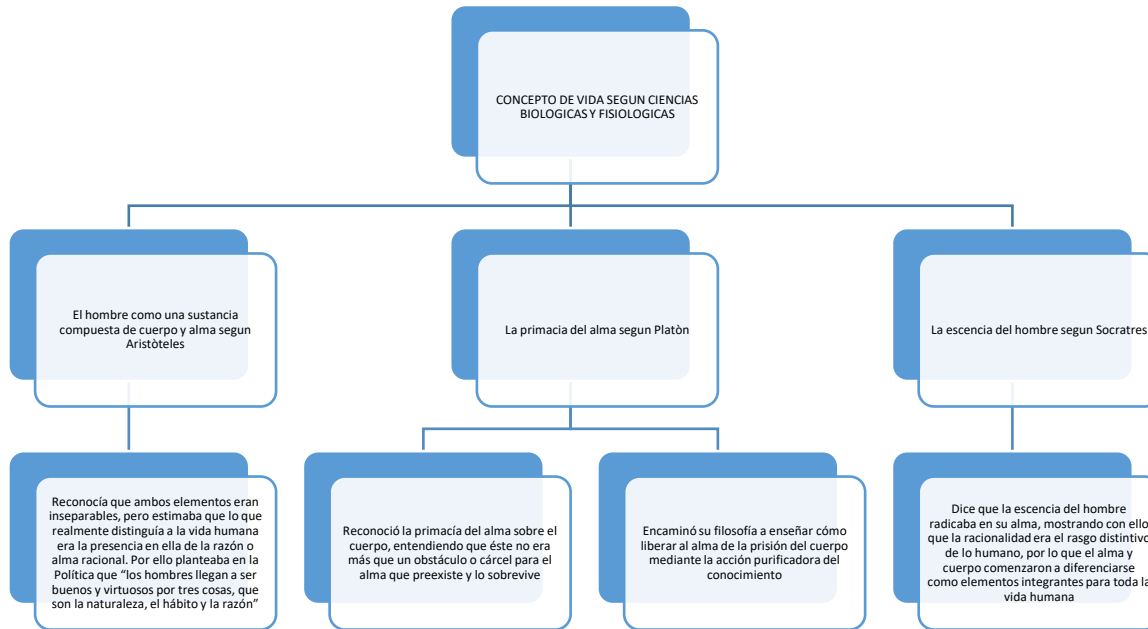 CONCEPTO DE VIDA SEGUN CIENCIAS
BIOLOGICAS Y FISIOLOGICAS
El hombre como una sustancia
compuesta de cuerpo y alma segun
Aristòteles
La primacia del alma segun Platòn
La escencia del hombre segun Socratres
Reconocía que ambos elementos eran
inseparables, pero estimaba que lo que
realmente distinguía a la vida humana
era la presencia en ella de la razón o
alma racional. Por ello planteaba en la
Política que “los hombres llegan a ser
buenos y virtuosos por tres cosas, que
son la naturaleza, el hábito y la razón”
Reconoció la primacía del alma sobre el
cuerpo, entendiendo que éste no era
más que un obstáculo o cárcel para el
alma que preexiste y lo sobrevive
Encaminó su filosofía a enseñar cómo
liberar al alma de la prisión del cuerpo
mediante la acción purificadora del
conocimiento
Dice que la escencia del hombre
radicaba en su alma, mostrando con ello
que la racionalidad era el rasgo distintivo
de lo humano, por lo que el alma y
cuerpo comenzaron a diferenciarse
como elementos integrantes para toda la
vida humana